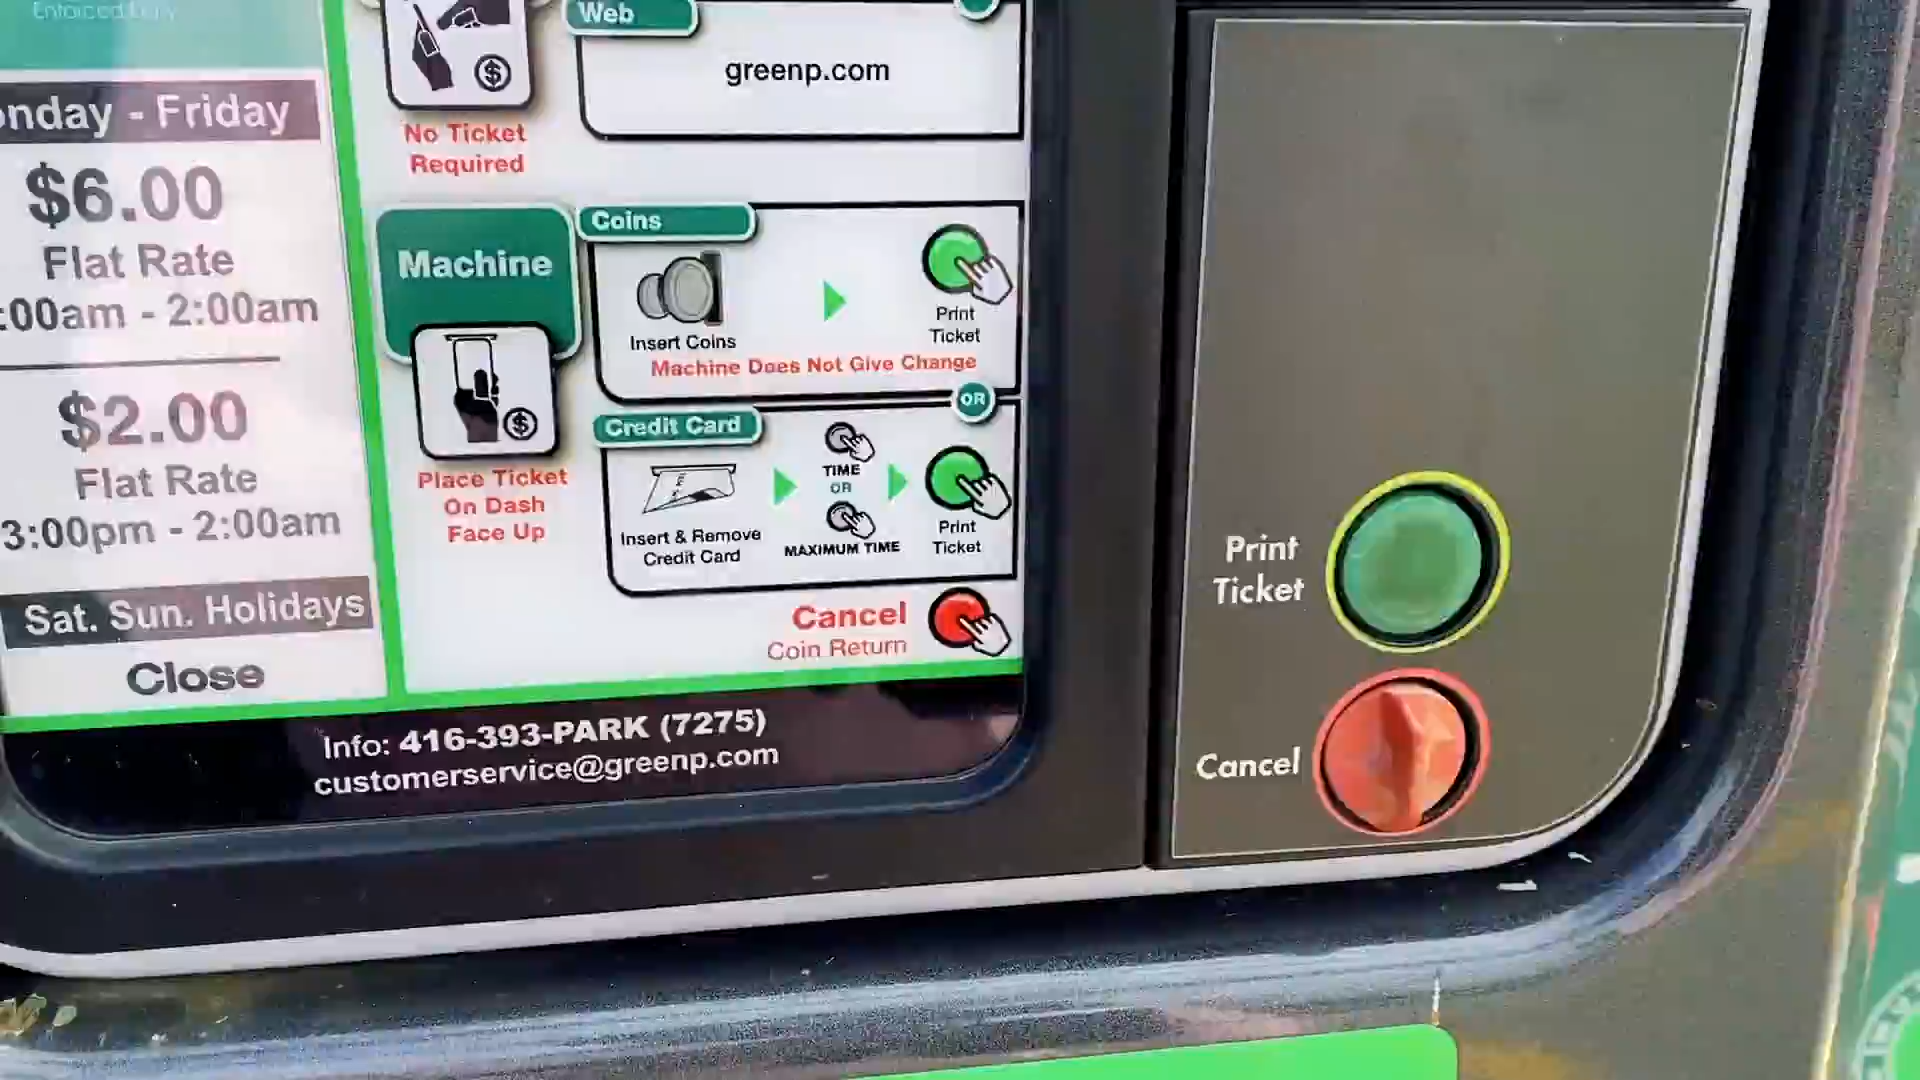 Enforced Daily
Monday - Friday
$6.00
Flat Rate
:00am - 2:00am
$2.00
Flat Rate
3:00pm - 2:00am
Sat. Sun. Holidays
Close
$
No Ticket
Required
Web
greenp.com
Machine
$
Place Ticket
On Dash
Face Up
Coins
Insert Coins
Print
Ticket
Machine Does Not Give Change
OR
Credit Card
Insert & Remove
Credit Card
TIME
OR
MAXIMUM TIME
Print
Ticket
Cancel
Coin Return
Info: 416-393-PARK (7275)
customerservice@greenp.com
Print
Ticket
Cancel